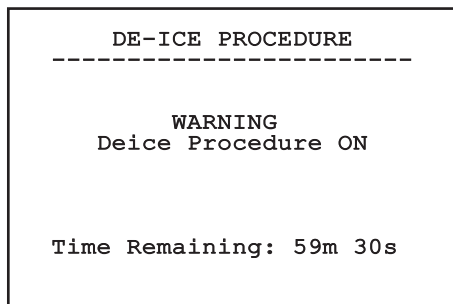 DE-ICE PROCEDURE
------------------------
WARNING
Deice Procedure ON
Time Remaining: 59m 30s